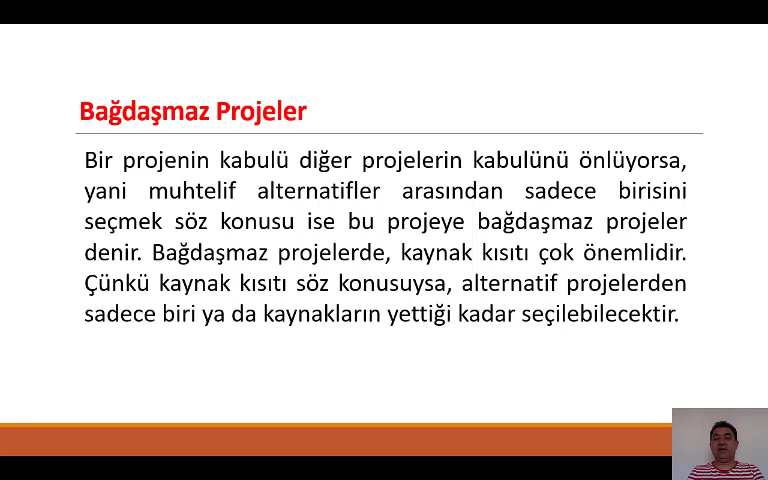 Bağdaşmaz Projeler
Bir projenin kabulü diğer projelerin kabulünü önlüyorsa,
yani muhtelif alternatifler arasından sadece birisini
seçmek söz konusu ise bu projeye bağdaşmaz projeler
denir. Bağdaşmaz projelerde, kaynak kısıtı çok önemlidir.
Çünkü kaynak kısıtı söz konusuysa, alternatif projelerden
sadece biri ya da kaynakların yettiği kadar seçilebilecektir.